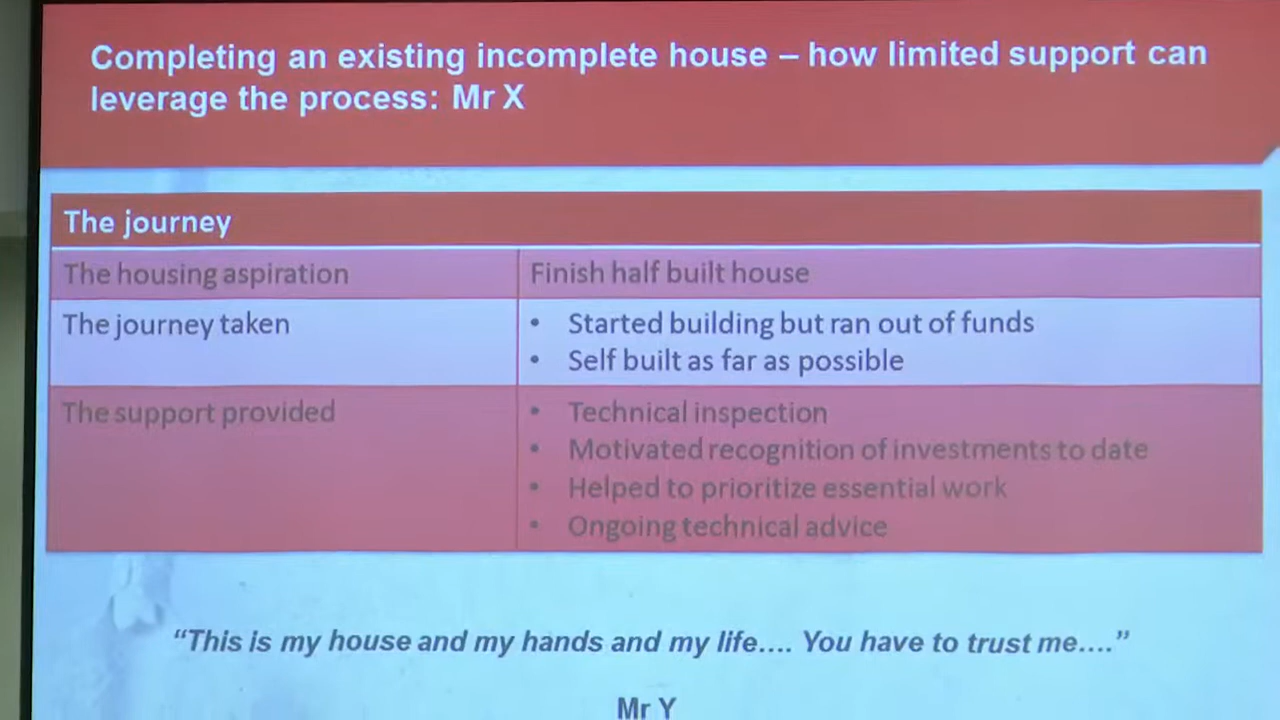 Completing an existing incomplete house – how limited support can
leverage the process: Mr X
The journey
The housing aspiration
Finish half built house
The journey taken
• Started building but ran out of funds
• Self built as far as possible
The support provided
• Technical inspection
• Motivated recognition of investments to date
• Helped to prioritize essential work
• Ongoing technical advice
“This is my house and my hands and my life.... You have to trust me....”
Mr Y